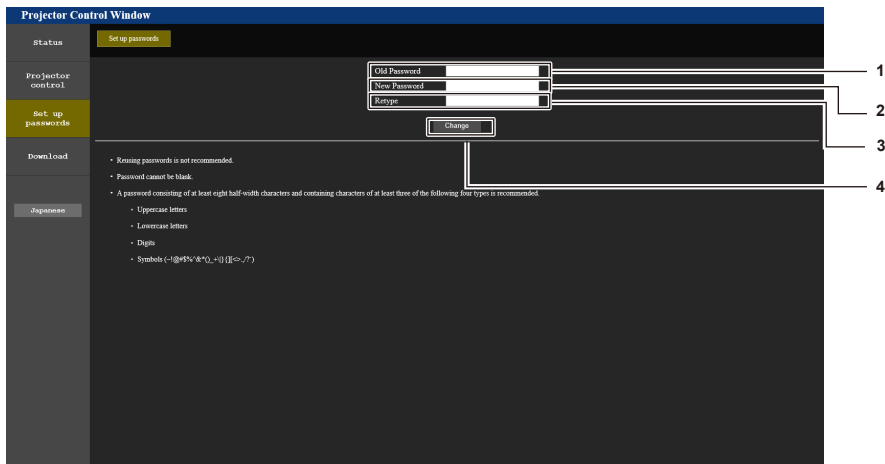 Projector Control Window
Status
Set up passwords
Projector
control
Set up
passwords
Download
Japanese
Old Password
New Password
Retype
Change
1
2
3
4
• Reusing passwords is not recommended.
• Password cannot be blank.
• A password consisting of at least eight half-width characters and containing characters of at least three of the following four types is recommended.
• Uppercase letters
• Lowercase letters
• Digits
• Symbols